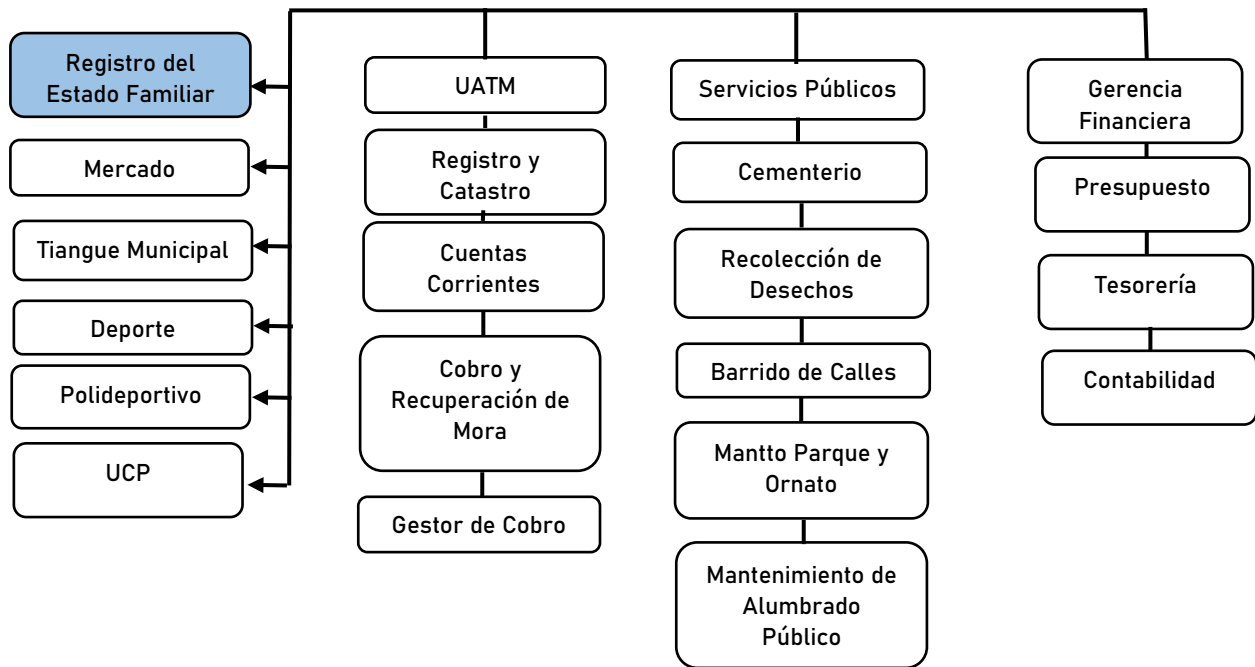 Registro del
Estado Familiar
Mercado
Tiangue Municipal
Deporte
Polideportivo
UCP
UATM
Registro y
Catastro
Cuentas
Corrientes
Cobro y
Recuperación de
Mora
Gestor de Cobro
Servicios Públicos
Cementerio
Recolección de
Desechos
Barrido de Calles
Mantto Parque y
Ornato
Mantenimiento de
Alumbrado
Público
Gerencia
Financiera
Presupuesto
Tesorería
Contabilidad